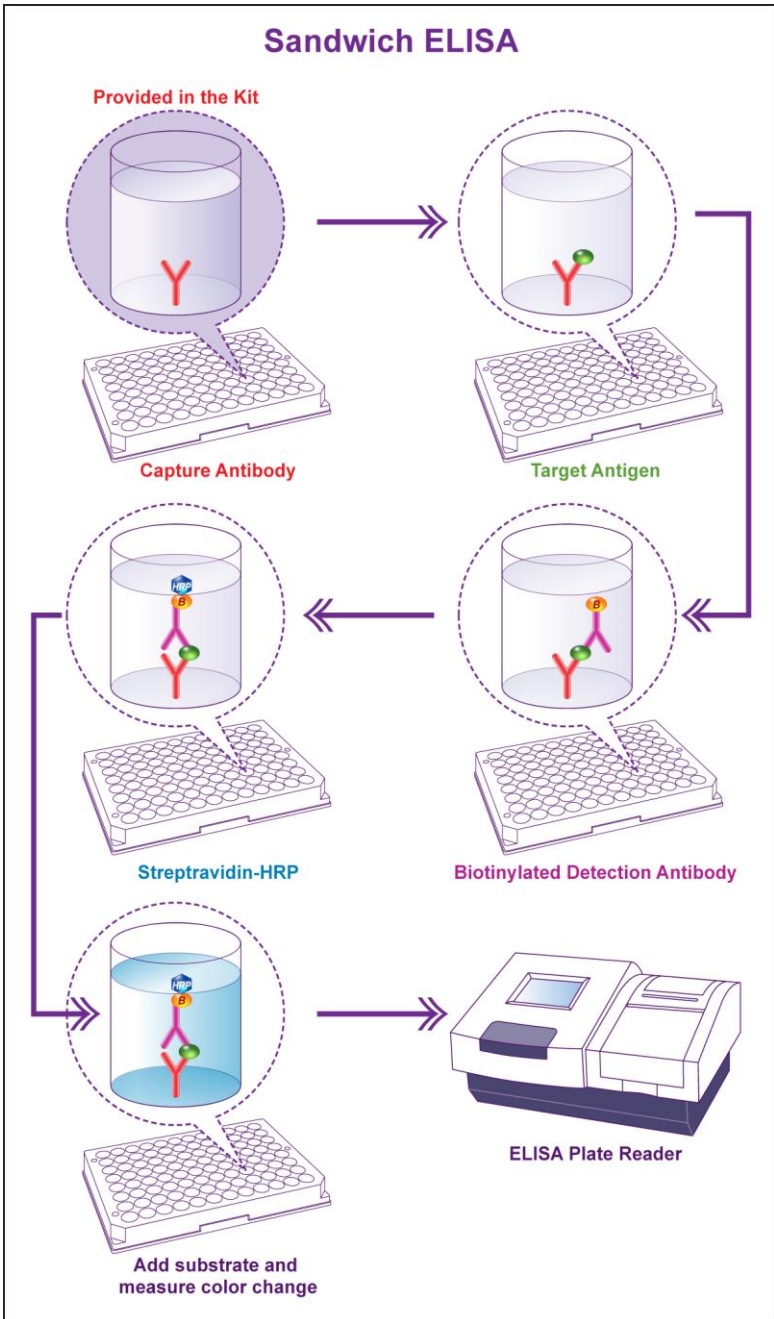 Sandwich ELISA
Provided in the Kit
Capture Antibody
Target Antigen
B
HRP
B
Biotinylated Detection Antibody
Streptravidin-HRP
HRP
B
Add substrate and
measure color change
ELISA Plate Reader